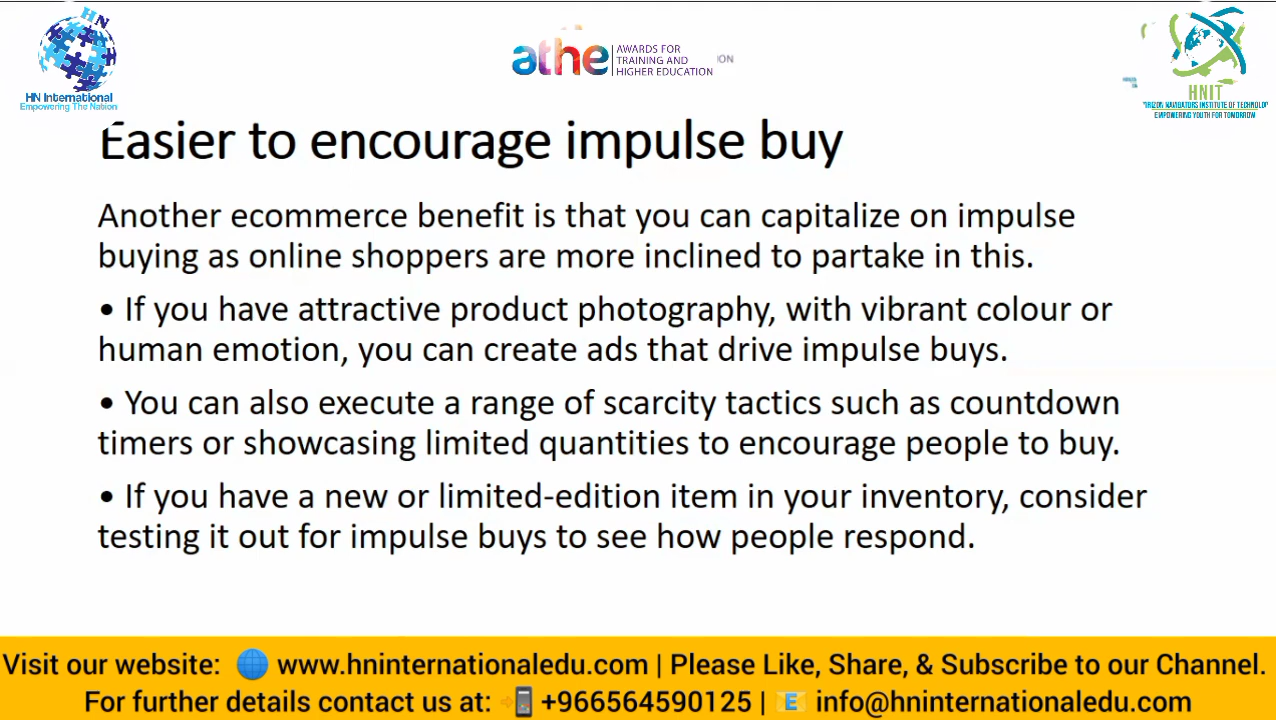 HN
HN International
Empowering The Nation
athe
AWARDS FOR
TRAINING AND
HIGHER EDUCATION
ION
HNIT
INSTITUTE OF TECHNOLOGY
EMPOWERING YOUTH FOR TOMORROW
Easier to encourage impulse buy
Another ecommerce benefit is that you can capitalize on impulse
buying as online shoppers are more inclined to partake in this.
• If you have attractive product photography, with vibrant colour or
human emotion, you can create ads that drive impulse buys.
• You can also execute a range of scarcity tactics such as countdown
timers or showcasing limited quantities to encourage people to buy.
• If you have a new or limited-edition item in your inventory, consider
testing it out for impulse buys to see how people respond.
Visit our website: 🌐 www.hninternationaledu.com | Please Like, Share, & Subscribe to our Channel.
For further details contact us at: 📲 +966564590125 | 📧 info@hninternationaledu.com